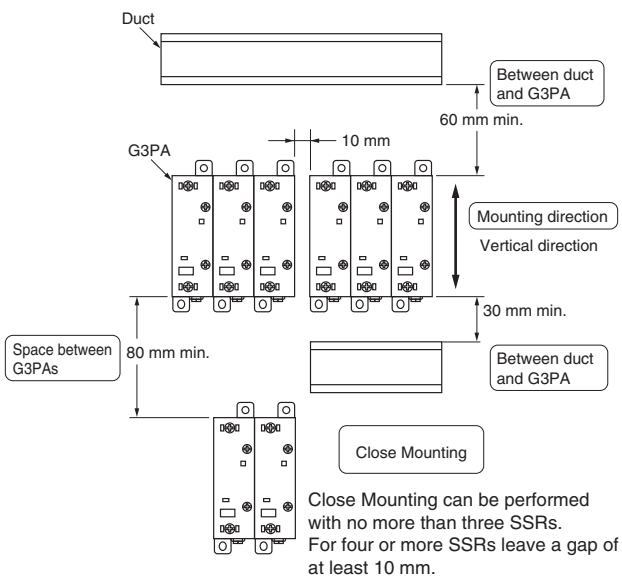 Duct
Between duct
and G3PA
60 mm min.
10 mm
G3PA
Mounting direction
Vertical direction
30 mm min.
Space between
G3PAs
80 mm min.
Between duct
and G3PA
Close Mounting
Close Mounting can be performed
with no more than three SSRs.
For four or more SSRs leave a gap of
at least 10 mm.